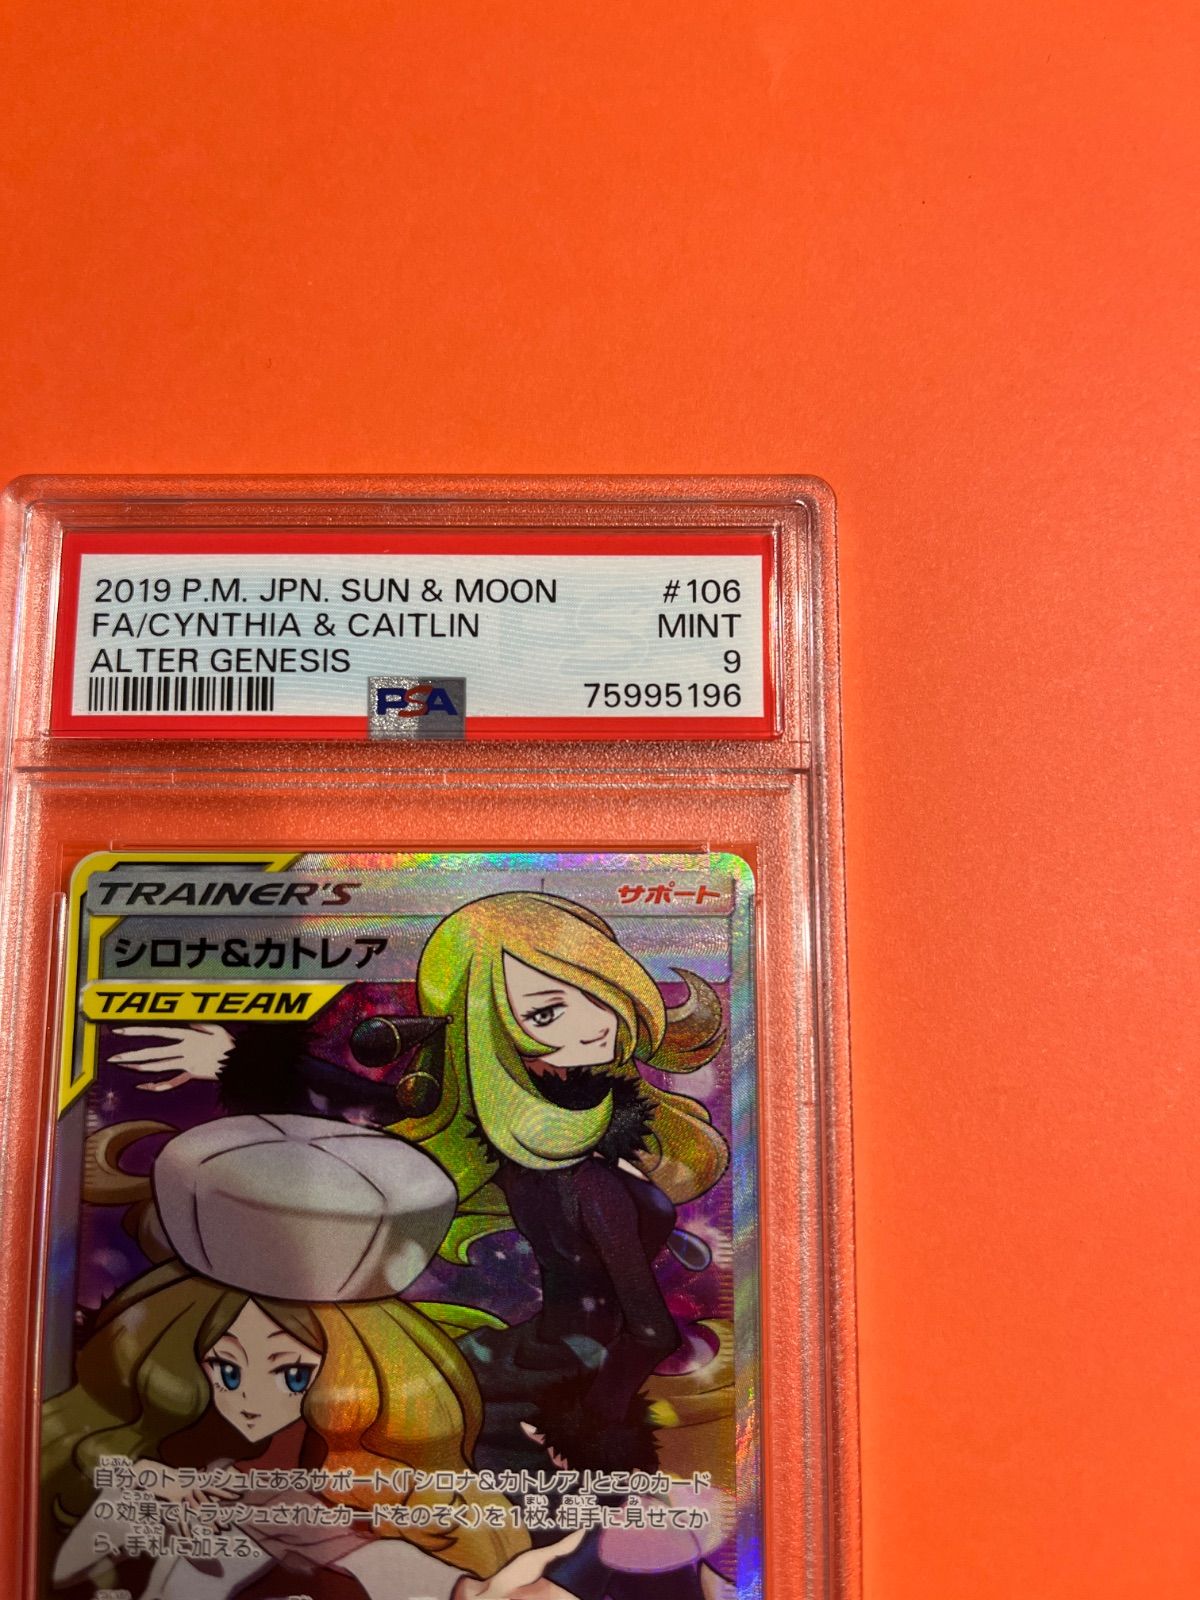 2019 P.M. JPN. SUN & MOON #106
FA/CYNTHIA & CAITLIN MINT
ALTER GENESIS 9
PSA 75995196
TRAINER'S サポート
シロナ&カトレア
TAG TEAM
自分のトラッシュにあるサポート(「シロナ&カトレア」とこのカード
の効果でトラッシュされたカードをのぞく)を1枚、相手に見せてか
ら、手札に加える。